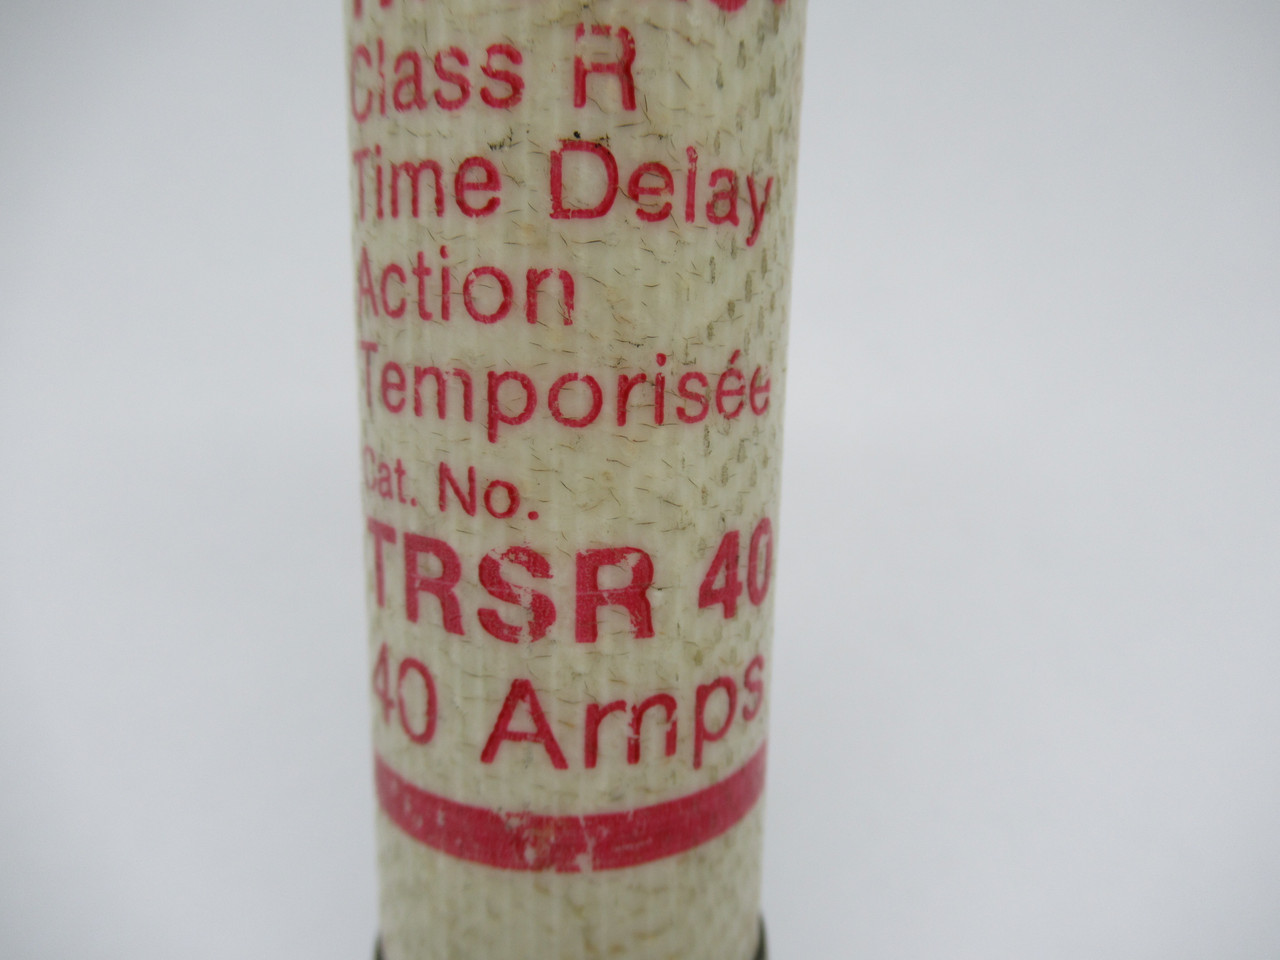 Class R
Time Delay
Action
Temporisée
Cat. No.
TRSR 40
40 Amps